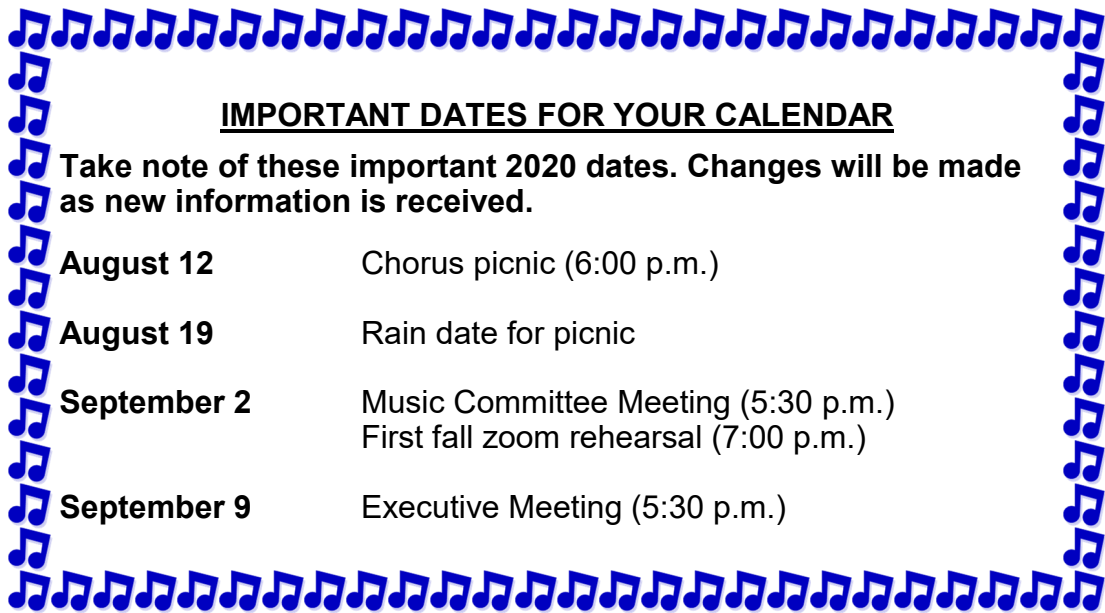 IMPORTANT DATES FOR YOUR CALENDAR
Take note of these important 2020 dates. Changes will be made
as new information is received.
August 12 Chorus picnic (6:00 p.m.)
August 19 Rain date for picnic
September 2 Music Committee Meeting (5:30 p.m.)
First fall zoom rehearsal (7:00 p.m.)
September 9 Executive Meeting (5:30 p.m.)